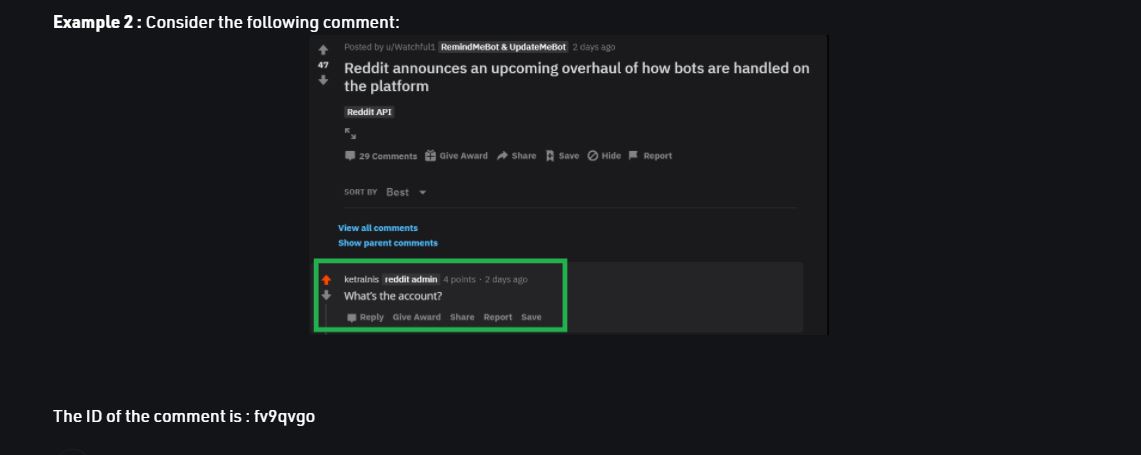 Example 2 : Consider the following comment:
Posted by u/Watchful1 RemindMeBot & UpdateMeBot 2 days ago
47
Reddit announces an upcoming overhaul of how bots are handled on
the platform
Reddit API
29 Comments Give Award Share Save Hide Report
SORT BY Best
View all comments
Show parent comments
ketralnis reddit admin 4 points · 2 days ago
What's the account?
Reply Give Award Share Report Save
The ID of the comment is : fv9qvgo